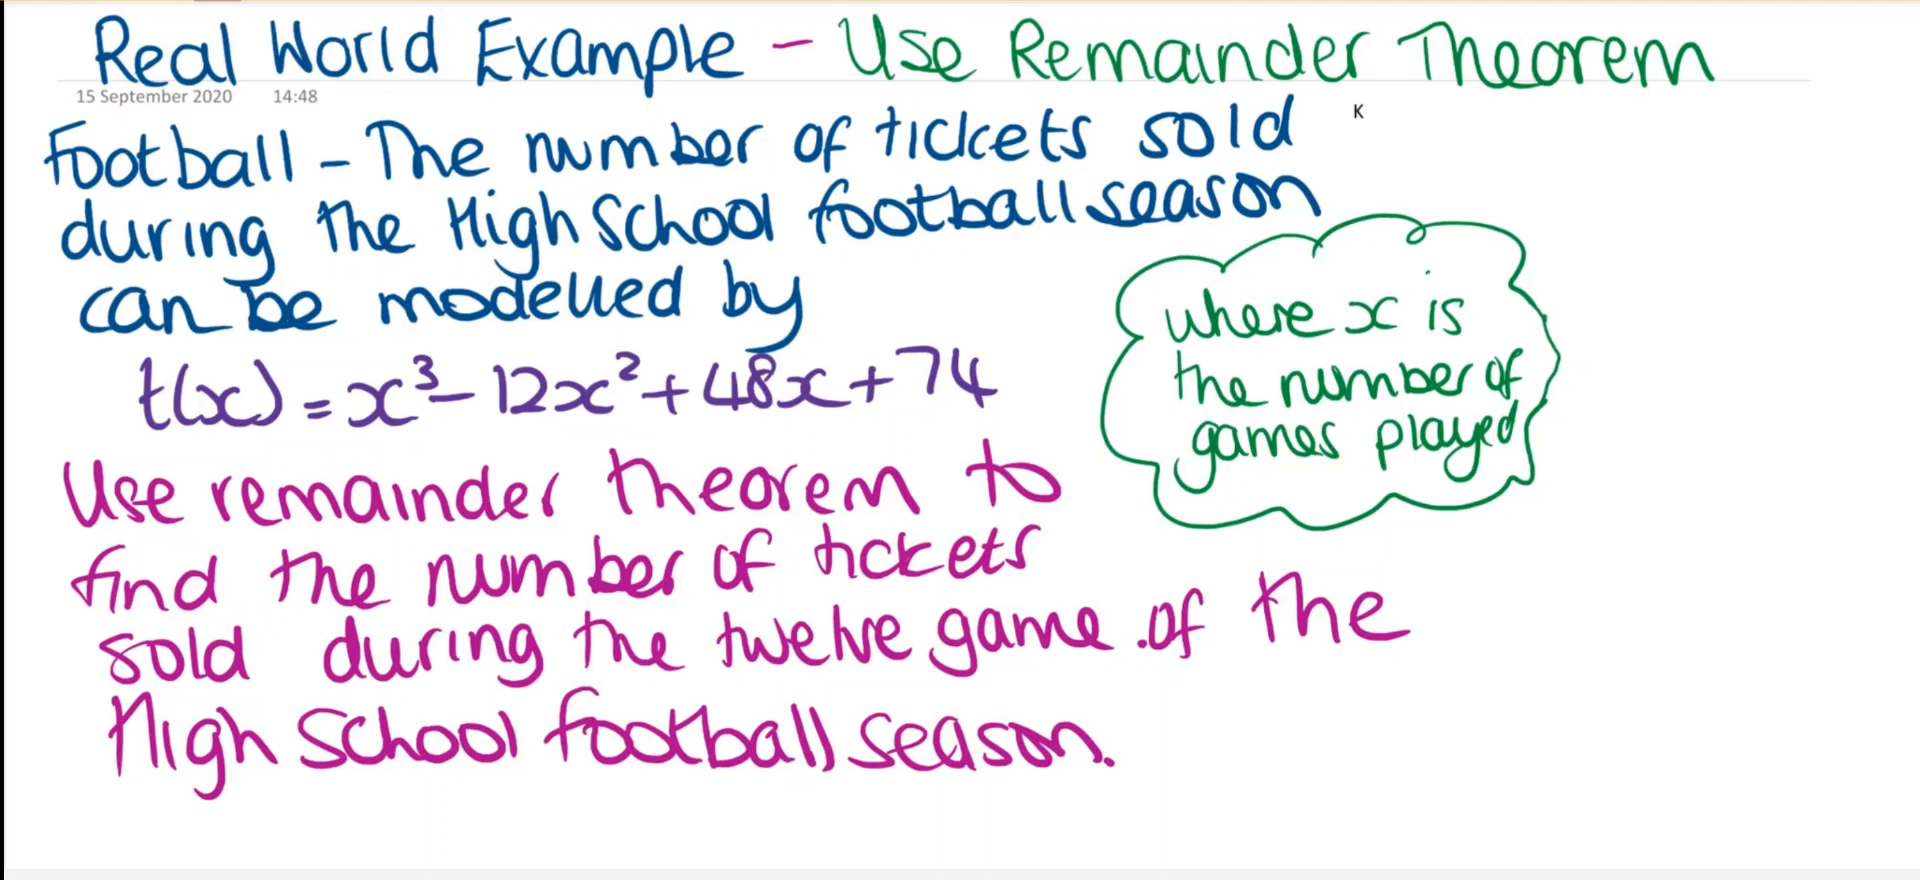 Real World Example - Use Remainder Theorem
15 September 2020 14:48
K
Football - The number of tickets sold
during the High School football season
can be modelled by
t(x) = x³ - 12x² + 48x + 74
where x is
the number of
games played
Use remainder theorem to
find the number of tickets
sold during the twelve game of the
High School football season.